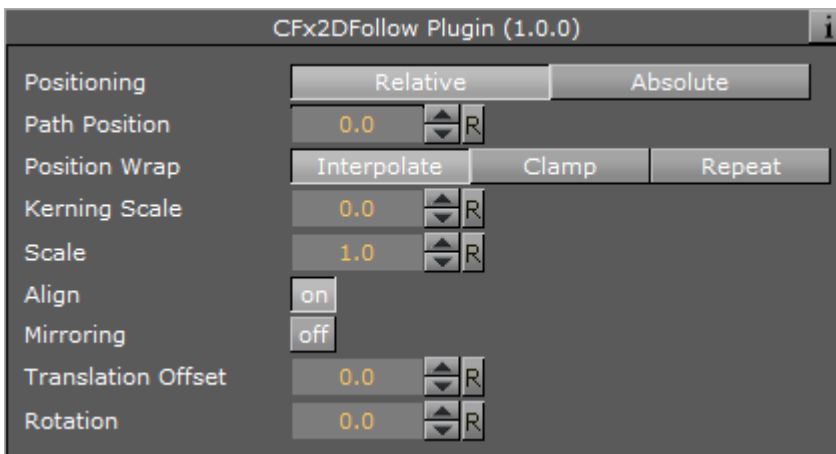 CFx2DFollow Plugin (1.0.0) i
Positioning Relative Absolute
Path Position 0.0 R
Position Wrap Interpolate Clamp Repeat
Kerning Scale 0.0 R
Scale 1.0 R
Align on
Mirroring off
Translation Offset 0.0 R
Rotation 0.0 R